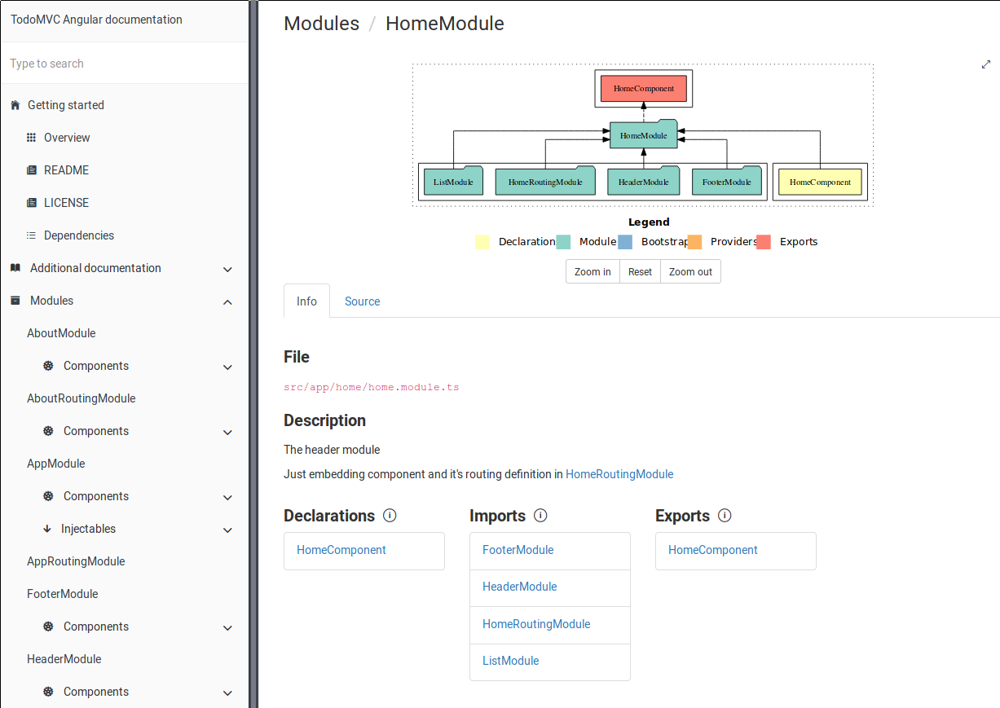 TodoMVC Angular documentation
Type to search
Getting started
Overview
README
LICENSE
Dependencies
Additional documentation
Modules
AboutModule
Components
AboutRoutingModule
Components
AppModule
Components
Injectables
AppRoutingModule
FooterModule
Components
HeaderModule
Components
Modules / HomeModule
HomeComponent
HomeModule
ListModule HomeRoutingModule HeaderModule FooterModule HomeComponent
Legend
Declaration Module Bootstrap Providers Exports
Zoom in Reset Zoom out
Info Source
File
src/app/home/home.module.ts
Description
The header module
Just embedding component and it's routing definition in HomeRoutingModule
Declarations
HomeComponent
Imports
FooterModule
HeaderModule
HomeRoutingModule
ListModule
Exports
HomeComponent